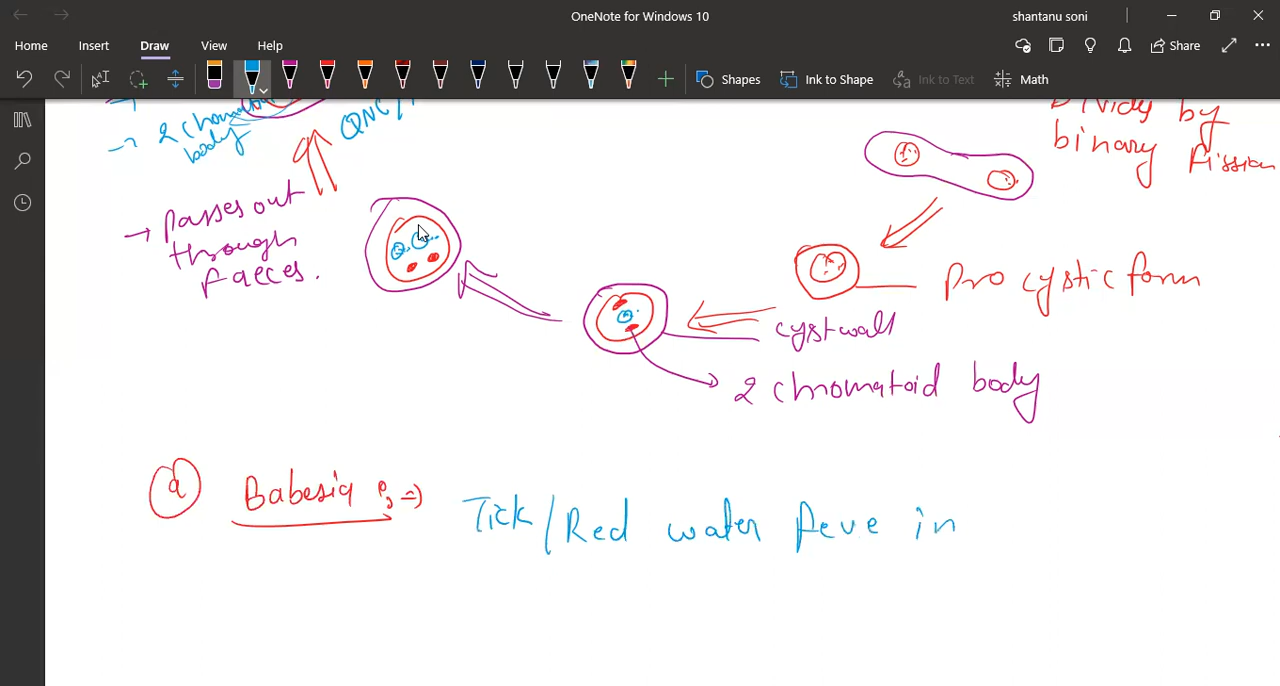 OneNote for Windows 10
shantanu soni
Home Insert Draw View Help
Share
Shapes
Ink to Shape
Ink to Text
Math
→ 2 chromatoid
body
QNC/
→ Passes out
through
faeces.
Divides by
binary fission
Pro cystic form
cyst wall
2 chromatoid body
a Babesia ⇒ Tick/Red water feve in